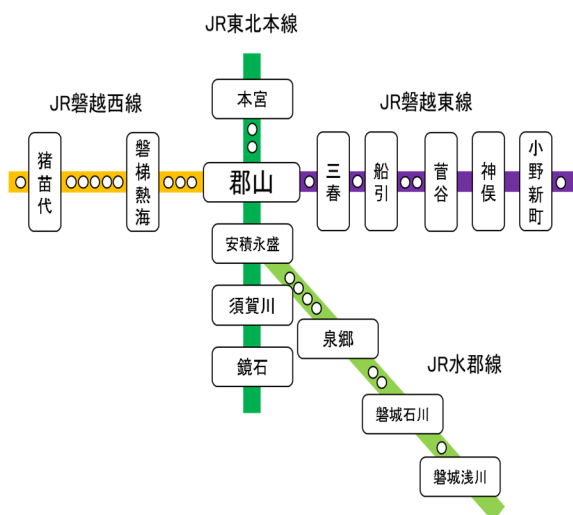 JR東北本線
本宮
JR磐越西線
JR磐越東線
猪苗代
磐梯熱海
郡山
三春
船引
菅谷
神俣
小野新町
安積永盛
須賀川
泉郷
鏡石
JR水郡線
磐城石川
磐城浅川